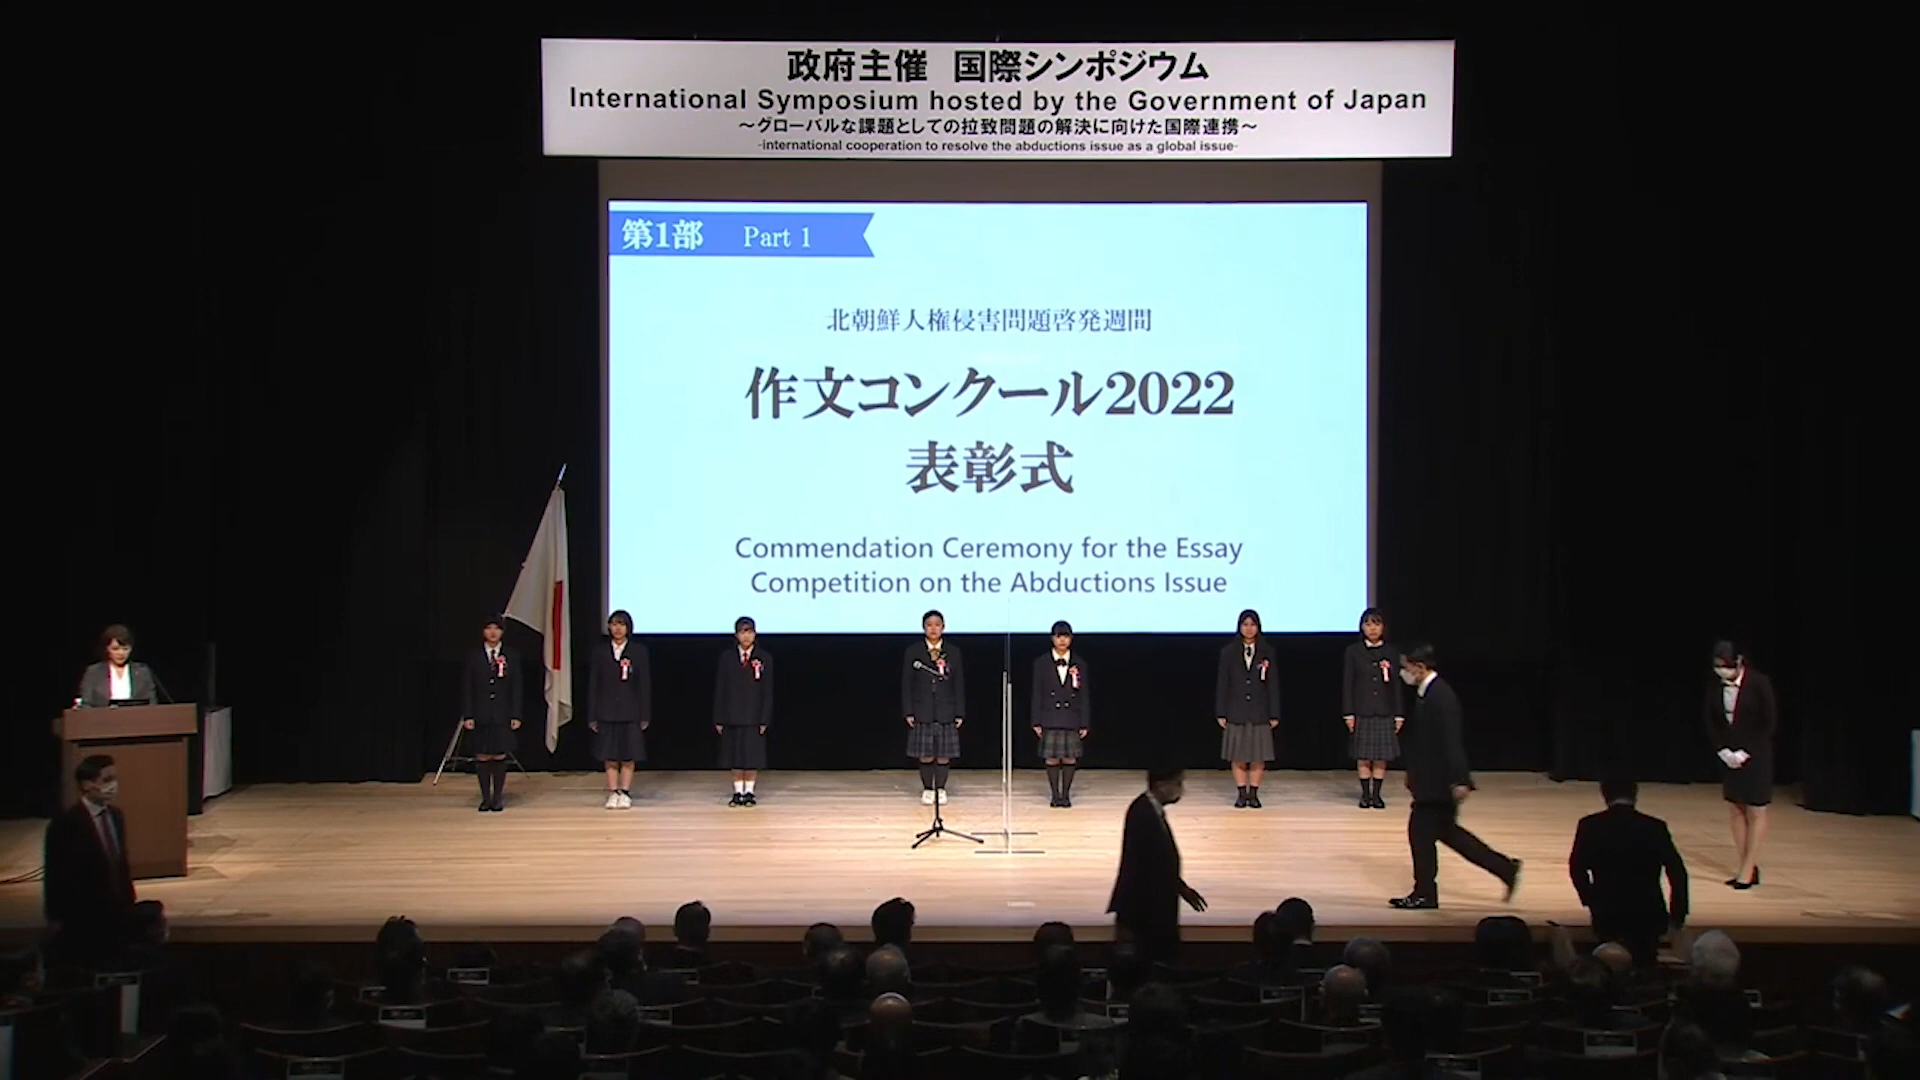 政府主催 国際シンポジウム
International Symposium hosted by the Government of Japan
～グローバルな課題としての拉致問題の解決に向けた国際連携～
-international cooperation to resolve the abductions issue as a global issue-
第1部 Part 1
北朝鮮人権侵害問題啓発週間
作文コンクール2022
表彰式
Commendation Ceremony for the Essay
Competition on the Abductions Issue